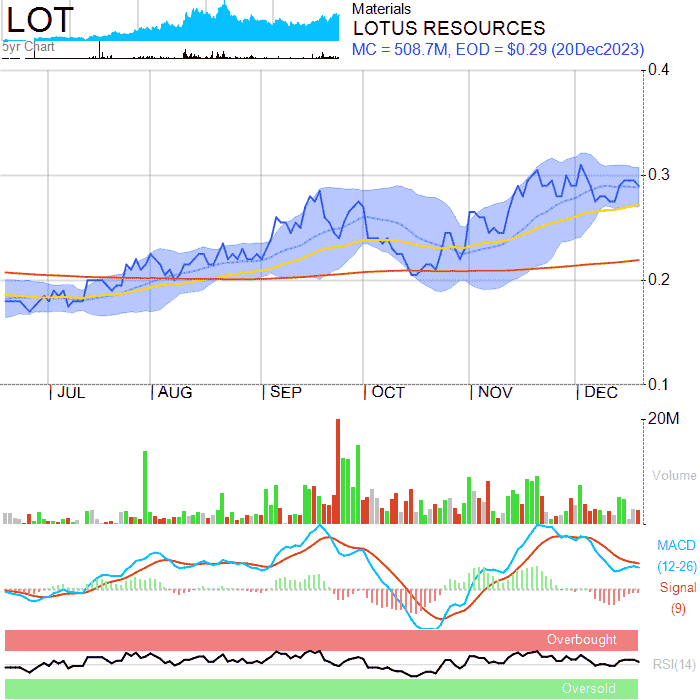 LOT
5yr Chart
Materials
LOTUS RESOURCES
MC = 508.7M, EOD = $0.29 (20Dec2023)
0.4
0.3
0.2
0.1
JUL AUG SEP OCT NOV DEC
20M
Volume
MACD
(12-26)
Signal
(9)
Overbought
RSI(14)
Oversold